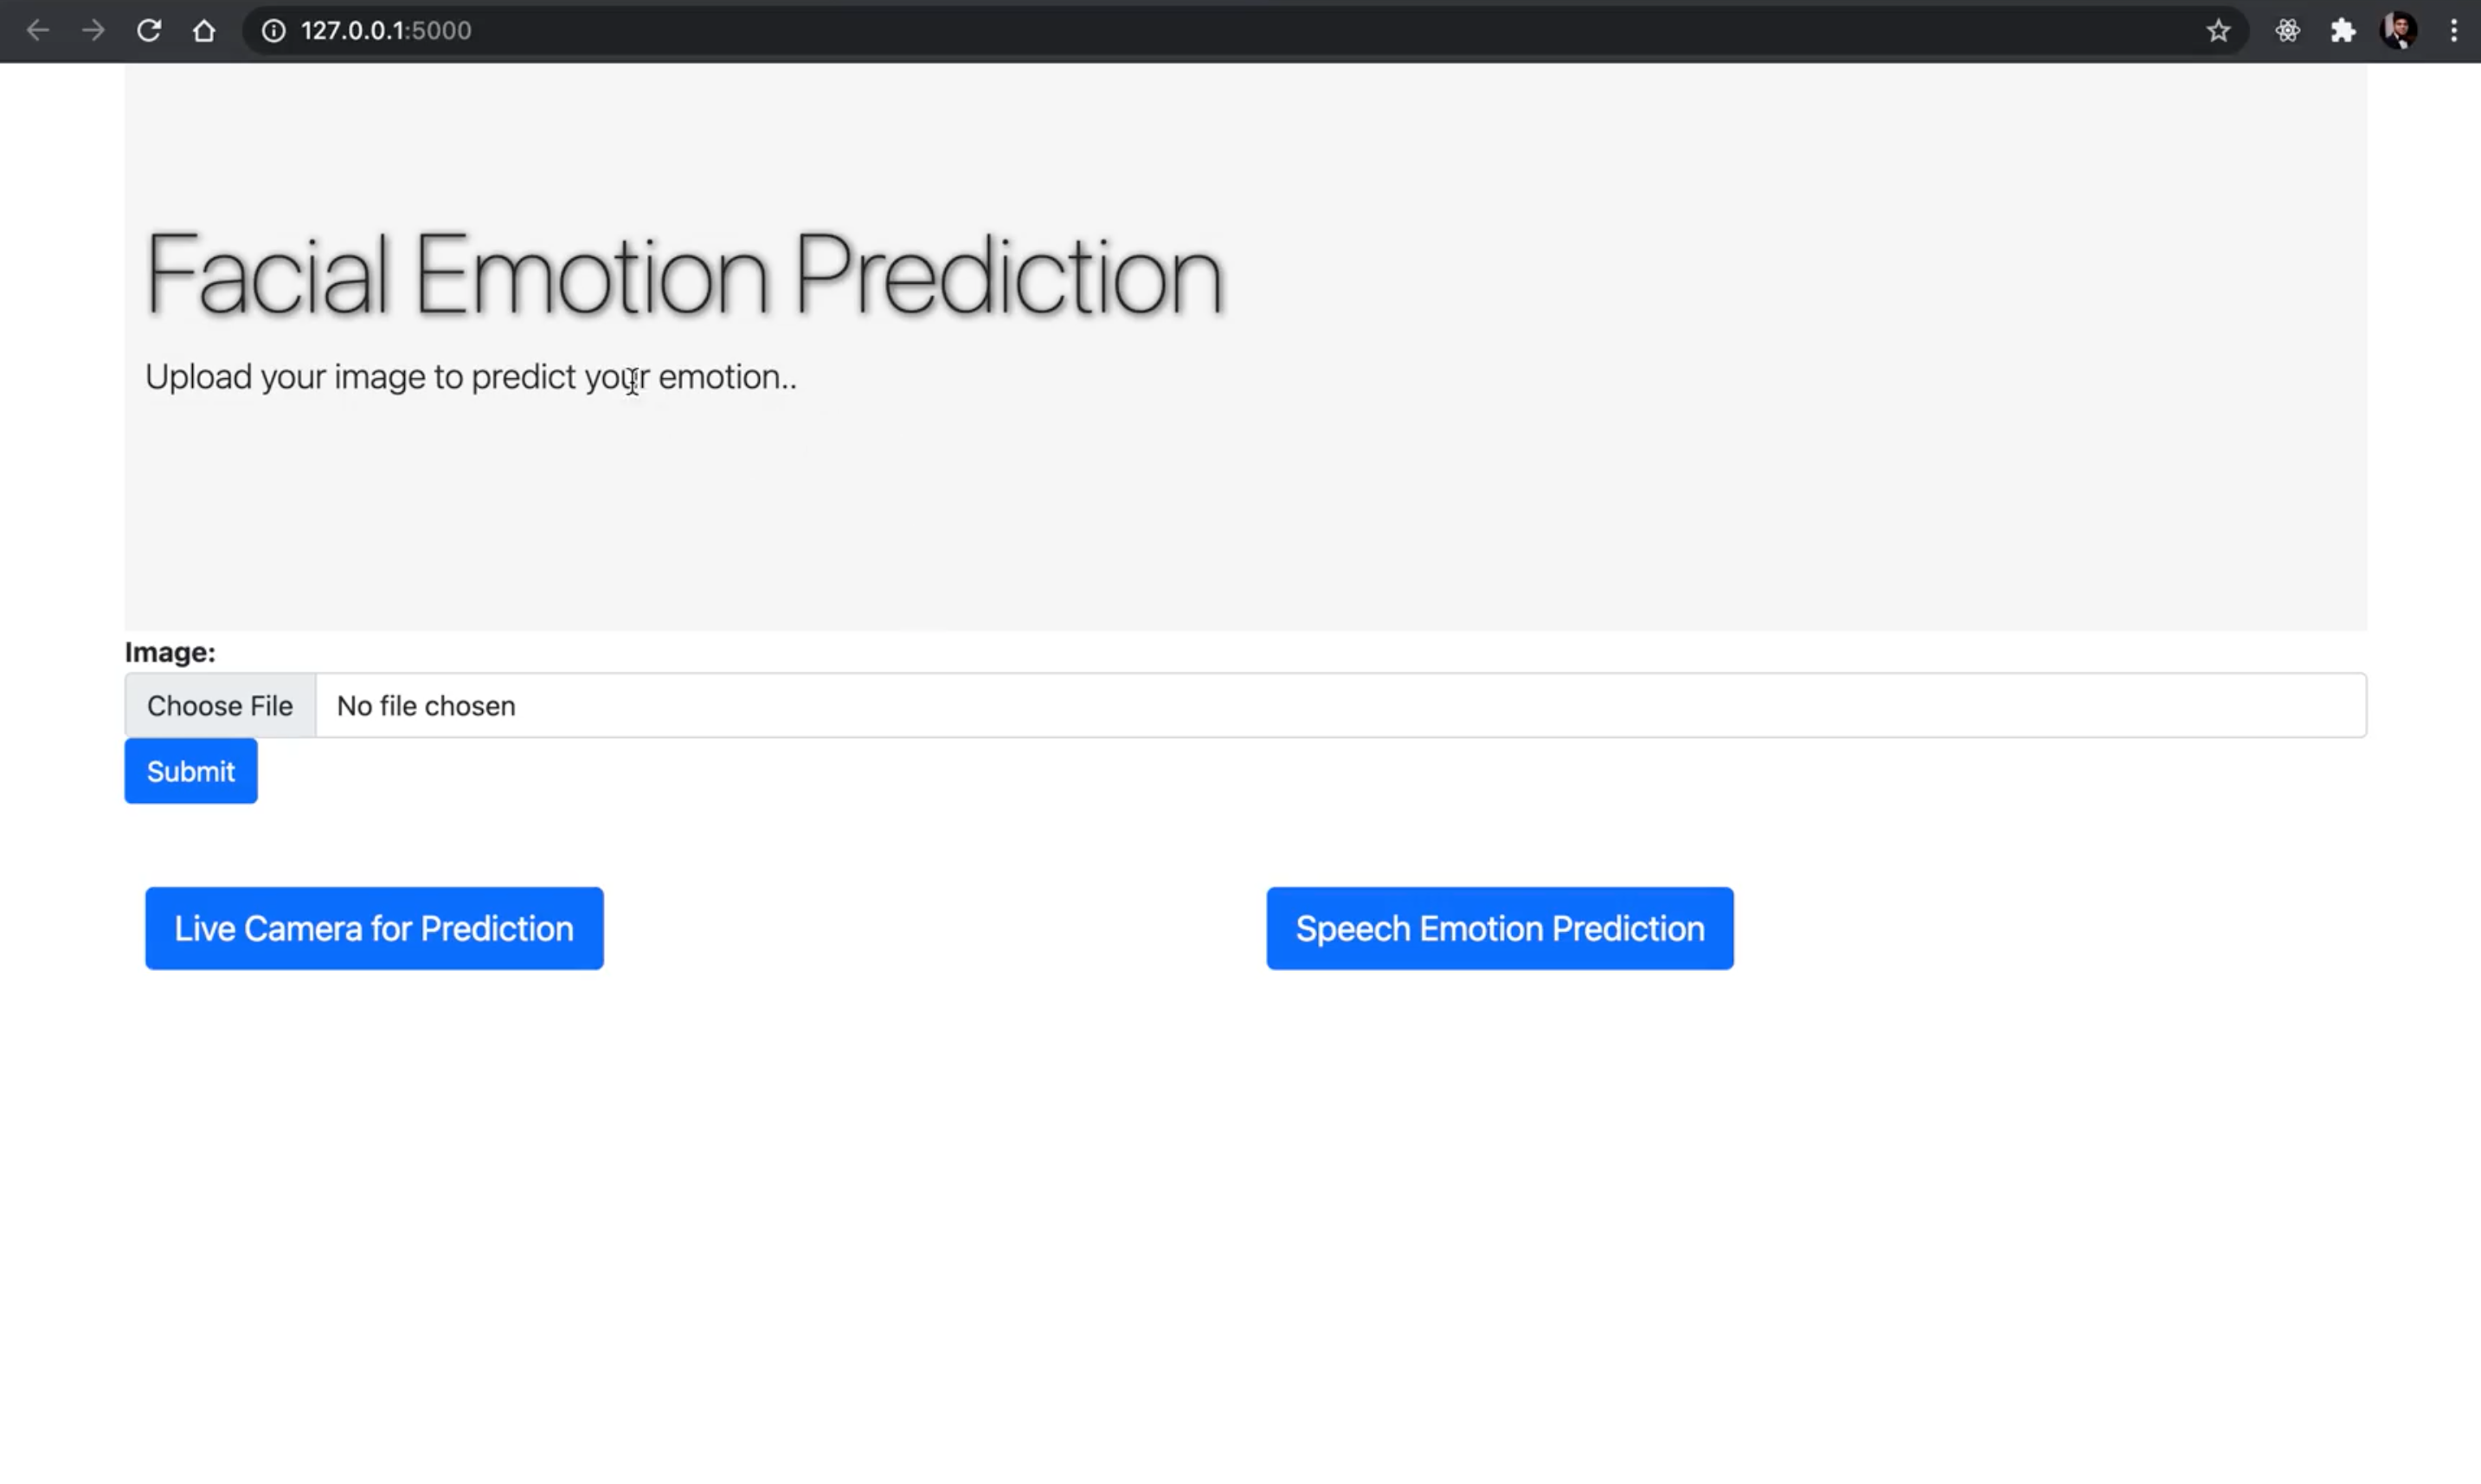 127.0.0.1:5000
Facial Emotion Prediction
Upload your image to predict your emotion..
Image:
Choose File No file chosen
Submit
Live Camera for Prediction Speech Emotion Prediction